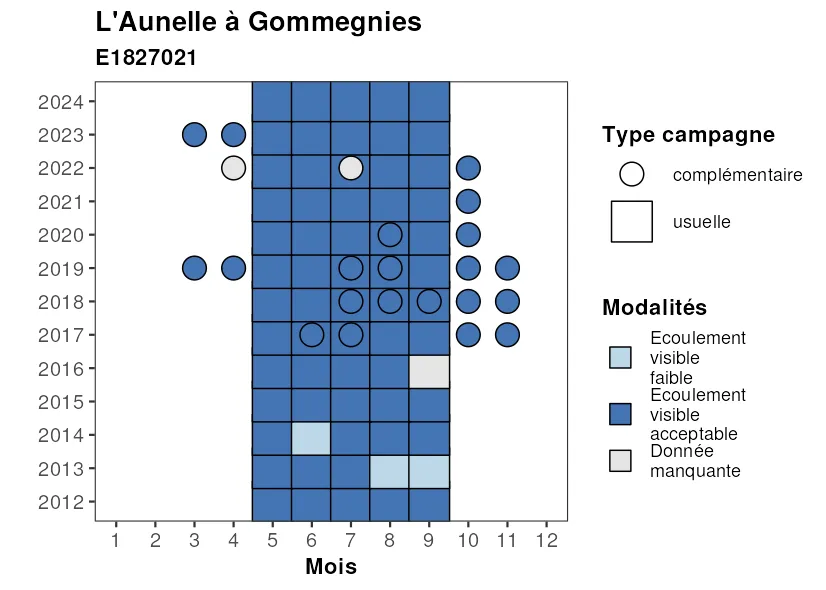 L'Aunelle à Gommegnies
E1827021
2024
2023
2022
2021
2020
2019
2018
2017
2016
2015
2014
2013
2012
1 2 3 4 5 6 7 8 9 10 11 12
Mois
Type campagne
complémentaire
usuelle
Modalités
Ecoulement
visible
faible
Ecoulement
visible
acceptable
Donnée
manquante